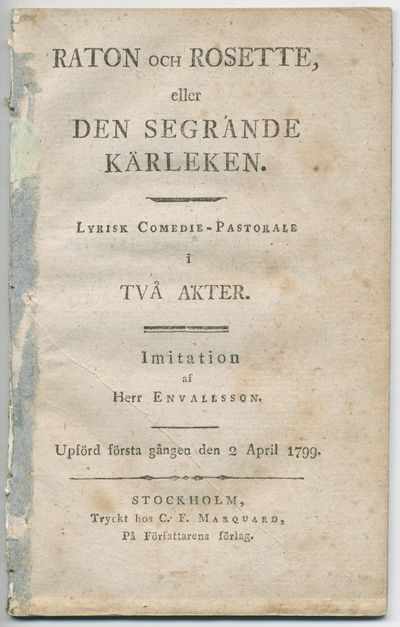 RATON OCH ROSETTE,
eller
DEN SEGRANDE
KÄRLEKEN.
LYRISK COMEDIE-PASTORALE
i
TVÅ AKTER.
Imitation
af
Herr ENVALLSSON.
Upförd första gången den 2 April 1799.
STOCKHOLM,
Tryckt hos C. F. MARQUARD,
På Författarens förlag.